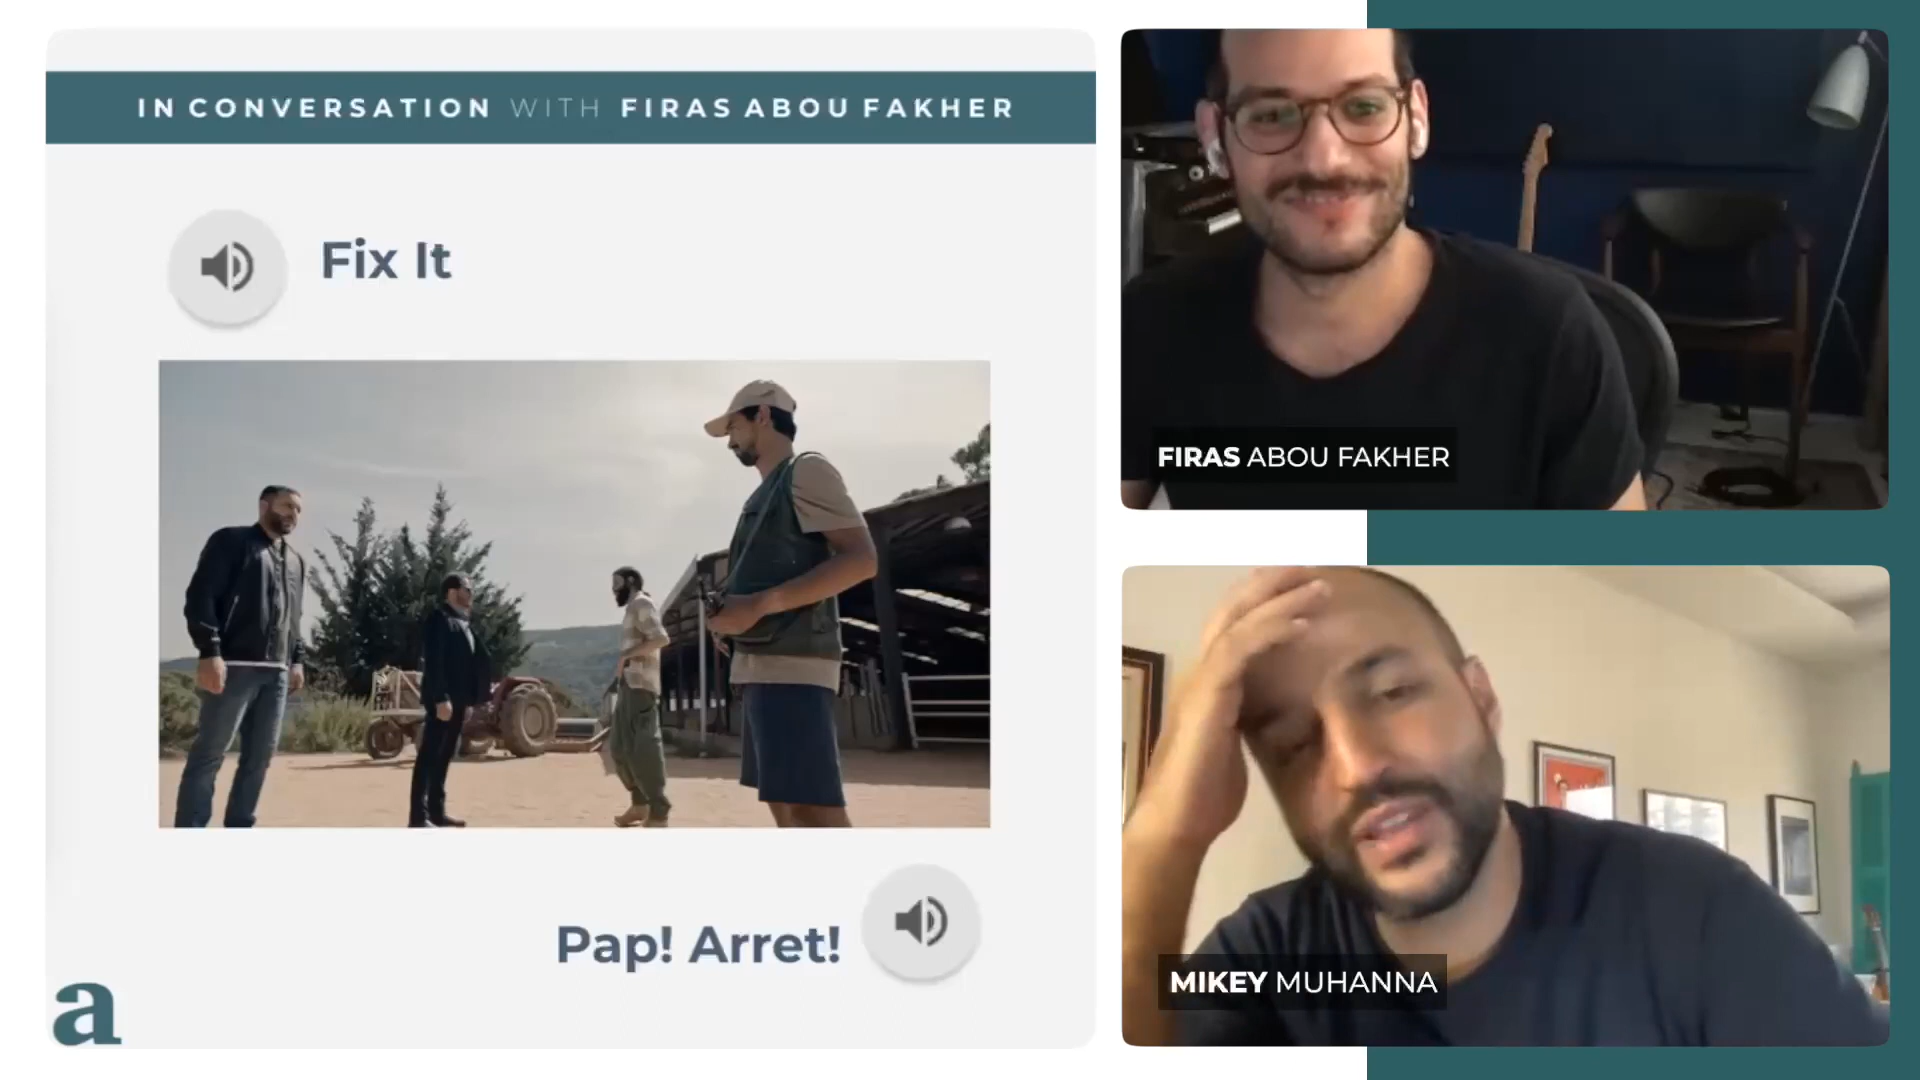 IN CONVERSATION WITH FIRAS ABOU FAKHER
Fix It
Pap! Arret!
a
FIRAS ABOU FAKHER
MIKEY MUHANNA